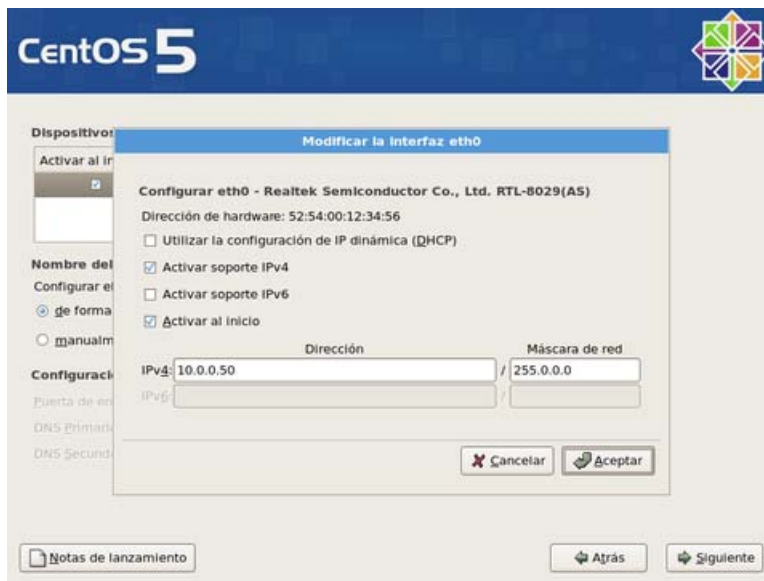 CentOS 5
Dispositivos
Modificar la interfaz eth0
Activar al in
Configurar eth0 - Realtek Semiconductor Co., Ltd. RTL-8029(AS)
Dirección de hardware: 52:54:00:12:34:56
Utilizar la configuración de IP dinámica (DHCP)
Nombre del
Activar soporte IPv4
Configurar el
Activar soporte IPv6
de forma
Activar al inicio
manualm
Dirección
Máscara de red
Configuraci
IPv4: 10.0.0.50 / 255.0.0.0
Puerta de en
IPv6: /
DNS Primari
DNS Secund
Cancelar
Aceptar
Notas de lanzamiento
Atrás
Siguiente